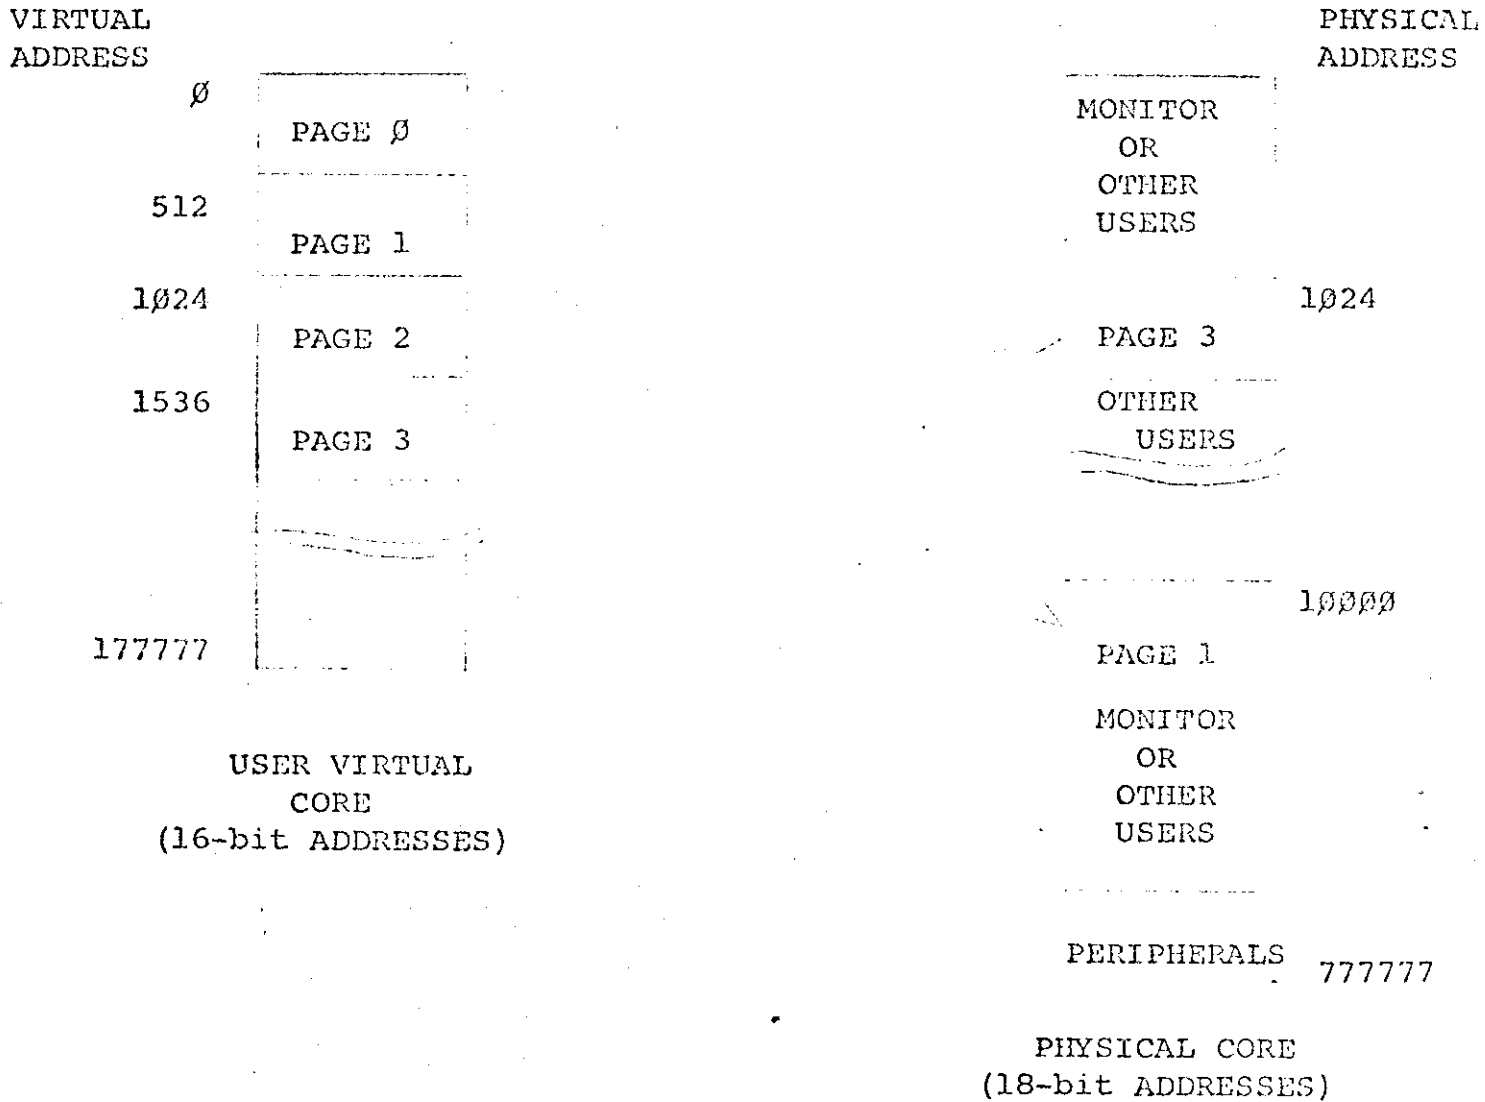 VIRTUAL
ADDRESS
Ø
PAGE Ø
512
PAGE 1
1Ø24
PAGE 2
1536
PAGE 3
177777
USER VIRTUAL
CORE
(16-bit ADDRESSES)
PHYSICAL
ADDRESS
MONITOR
OR
OTHER
USERS
1Ø24
PAGE 3
OTHER
USERS
1ØØØØ
PAGE 1
MONITOR
OR
OTHER
USERS
PERIPHERALS
777777
PHYSICAL CORE
(18-bit ADDRESSES)